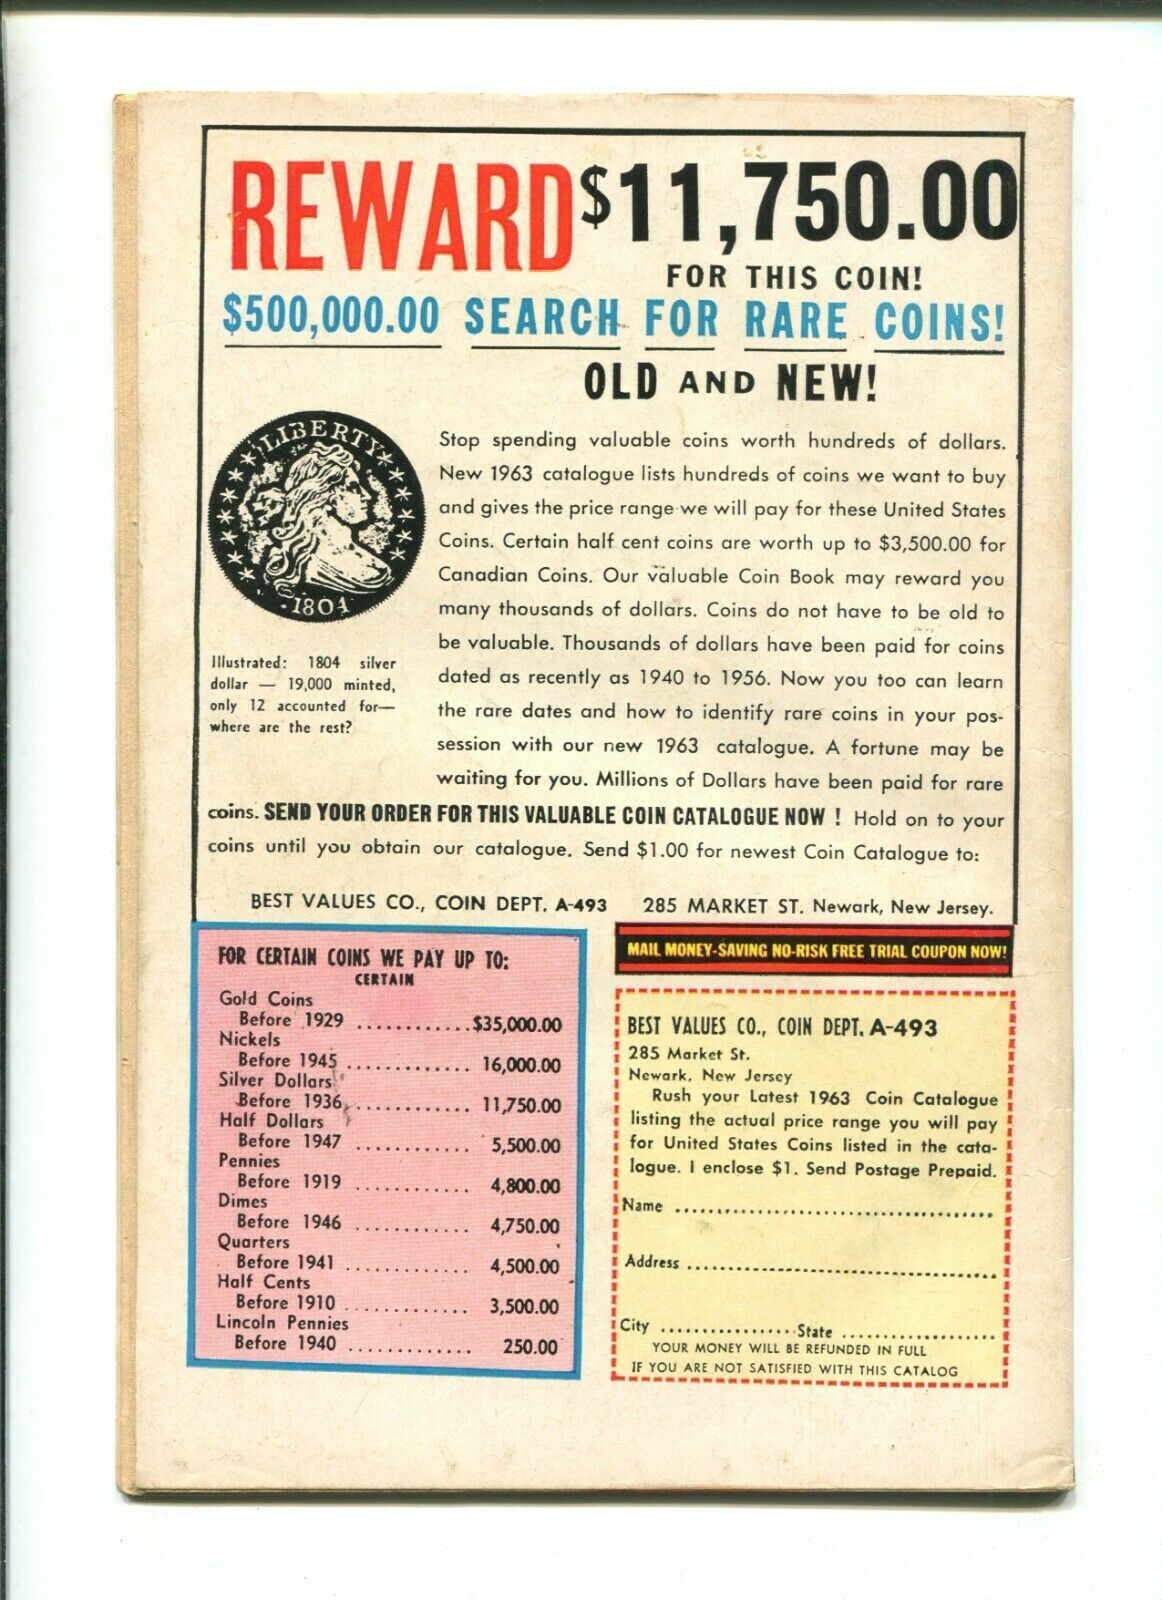 REWARD $11,750.00
FOR THIS COIN!
$500,000.00 SEARCH FOR RARE COINS!
OLD AND NEW!
LIBERTY
1804
Illustrated: 1804 silver
dollar — 19,000 minted,
only 12 accounted for—
where are the rest?
Stop spending valuable coins worth hundreds of dollars.
New 1963 catalogue lists hundreds of coins we want to buy
and gives the price range we will pay for these United States
Coins. Certain half cent coins are worth up to $3,500.00 for
Canadian Coins. Our valuable Coin Book may reward you
many thousands of dollars. Coins do not have to be old to
be valuable. Thousands of dollars have been paid for coins
dated as recently as 1940 to 1956. Now you too can learn
the rare dates and how to identify rare coins in your pos-
session with our new 1963 catalogue. A fortune may be
waiting for you. Millions of Dollars have been paid for rare
coins. SEND YOUR ORDER FOR THIS VALUABLE COIN CATALOGUE NOW ! Hold on to your
coins until you obtain our catalogue. Send $1.00 for newest Coin Catalogue to:
BEST VALUES CO., COIN DEPT. A-493 285 MARKET ST. Newark, New Jersey.
FOR CERTAIN COINS WE PAY UP TO:
CERTAIN
Gold Coins
Before 1929 ............$35,000.00
Nickels
Before 1945 ............. 16,000.00
Silver Dollars
Before 1936 ............ 11,750.00
Half Dollars
Before 1947 ............ 5,500.00
Pennies
Before 1919 ............ 4,800.00
Dimes
Before 1946 ............ 4,750.00
Quarters
Before 1941 ............. 4,500.00
Half Cents
Before 1910 ............. 3,500.00
Lincoln Pennies
Before 1940 ............. 250.00
MAIL MONEY-SAVING NO-RISK FREE TRIAL COUPON NOW!
BEST VALUES CO., COIN DEPT. A-493
285 Market St.
Newark, New Jersey
Rush your Latest 1963 Coin Catalogue
listing the actual price range you will pay
for United States Coins listed in the cata-
logue. I enclose $1. Send Postage Prepaid.
Name ........................................
Address ........................................
City ................. State ....................
YOUR MONEY WILL BE REFUNDED IN FULL
IF YOU ARE NOT SATISFIED WITH THIS CATALOG